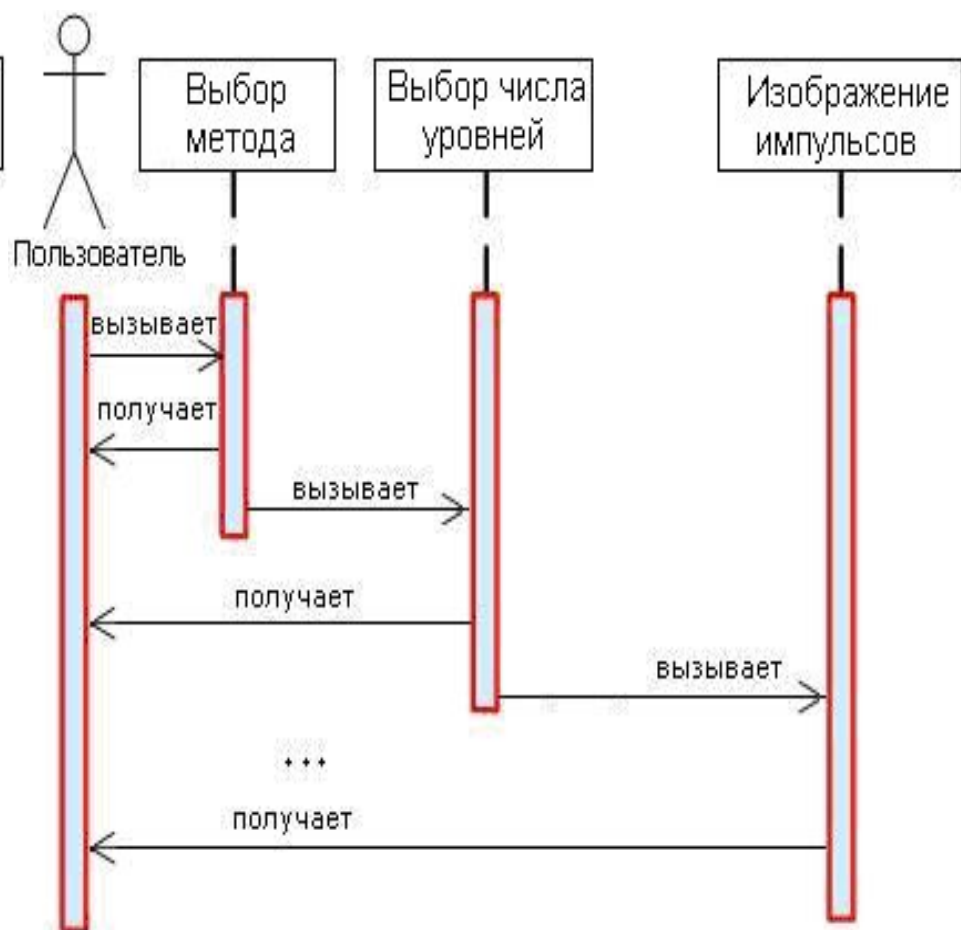 Выбор
метода
Выбор числа
уровней
Изображение
импульсов
Пользователь
вызывает
получает
вызывает
получает
вызывает
...
получает